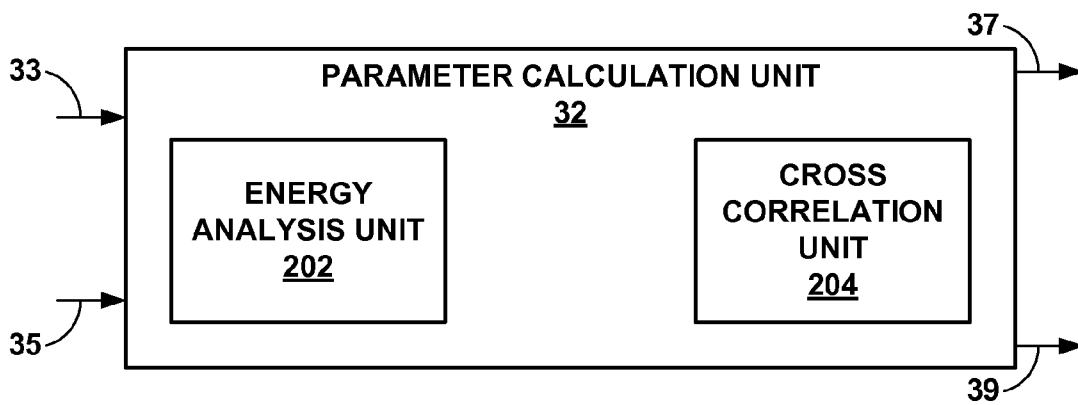 37
33
PARAMETER CALCULATION UNIT
32
ENERGY
ANALYSIS UNIT
202
CROSS
CORRELATION
UNIT
204
35
39